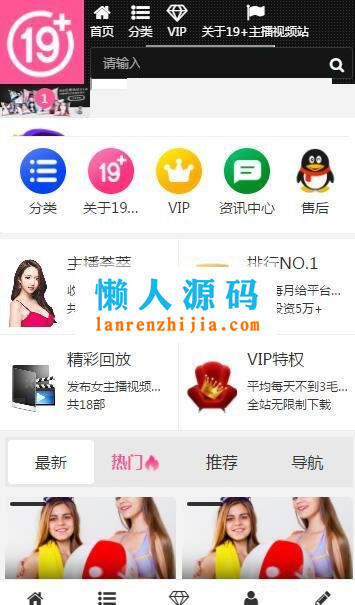 19+
首页 分类 VIP 关于19+主播视频站
请输入
1
分类 关于19... VIP 资讯中心 售后
主播荟萃
排行NO.1
每月给平台...
投资5万+
懒人源码
lanrenzhijia.com
精彩回放
发布女主播视频...
共18部
VIP特权
平均每天不到3毛...
全站无限制下载
最新 热门 推荐 导航